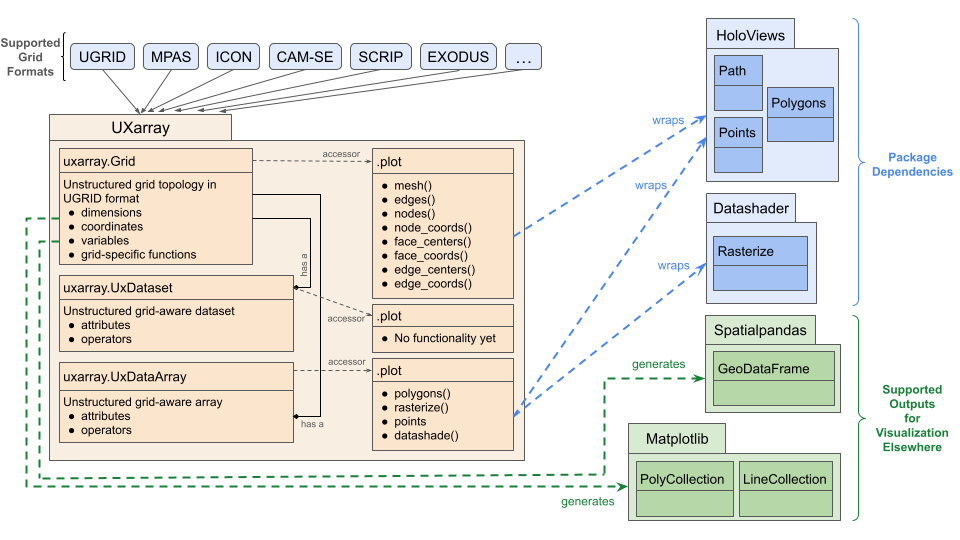 Supported
Grid
Formats
UGRID
MPAS
ICON
CAM-SE
SCRIP
EXODUS
...
UXarray
uxarray.Grid
Unstructured grid topology in
UGRID format
● dimensions
● coordinates
● variables
● grid-specific functions
accessor
.plot
● mesh()
● edges()
● nodes()
● node_coords()
● face_centers()
● face_coords()
● edge_centers()
● edge_coords()
has a
uxarray.UxDataset
Unstructured grid-aware dataset
● attributes
● operators
accessor
.plot
● No functionality yet
uxarray.UxDataArray
Unstructured grid-aware array
● attributes
● operators
accessor
has a
.plot
● polygons()
● rasterize()
● points
● datashade()
wraps
wraps
wraps
HoloViews
Path
Polygons
Points
Datashader
Rasterize
Package
Dependencies
generates
Spatialpandas
GeoDataFrame
generates
Matplotlib
PolyCollection
LineCollection
Supported
Outputs
for
Visualization
Elsewhere